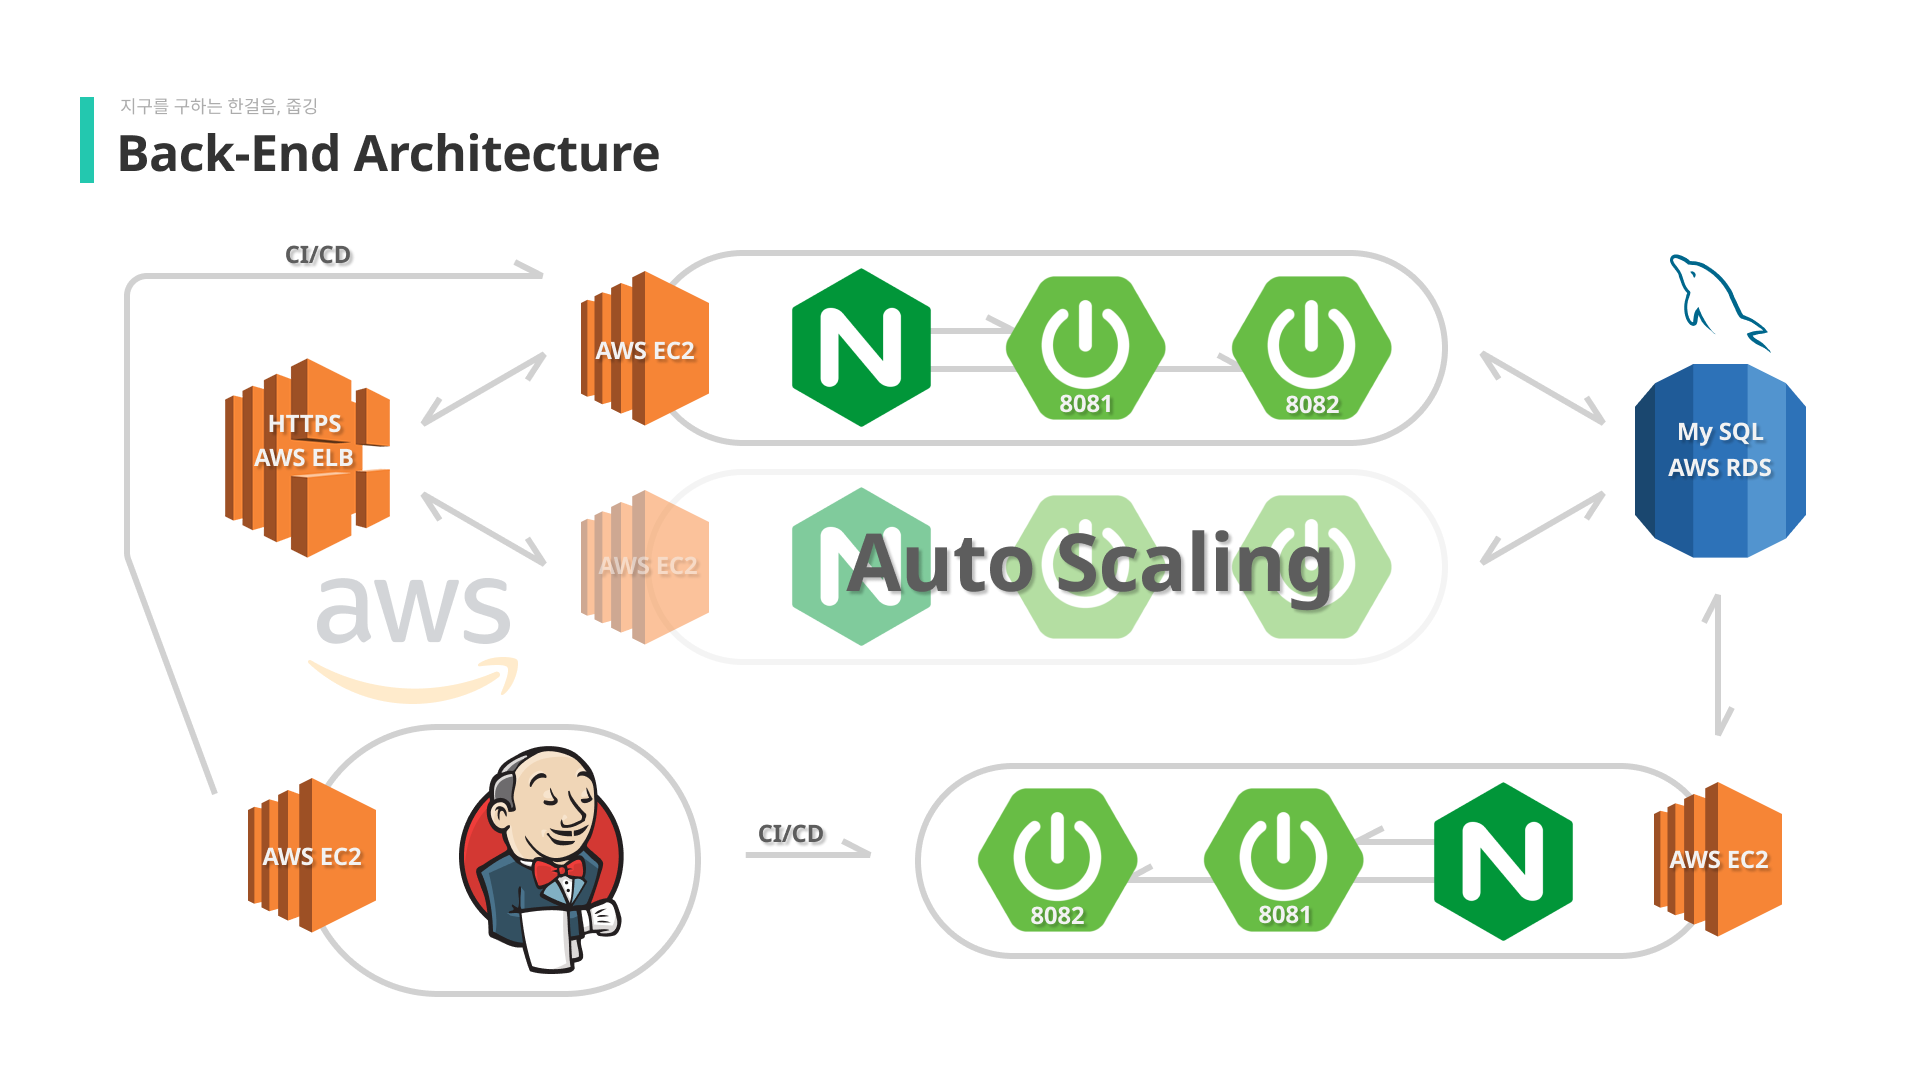 지구를 구하는 한걸음, 줍깅
Back-End Architecture
CI/CD
AWS EC2
8081
8082
HTTPS
AWS ELB
My SQL
AWS RDS
AWS EC2
Auto Scaling
aws
AWS EC2
CI/CD
8082
8081
AWS EC2